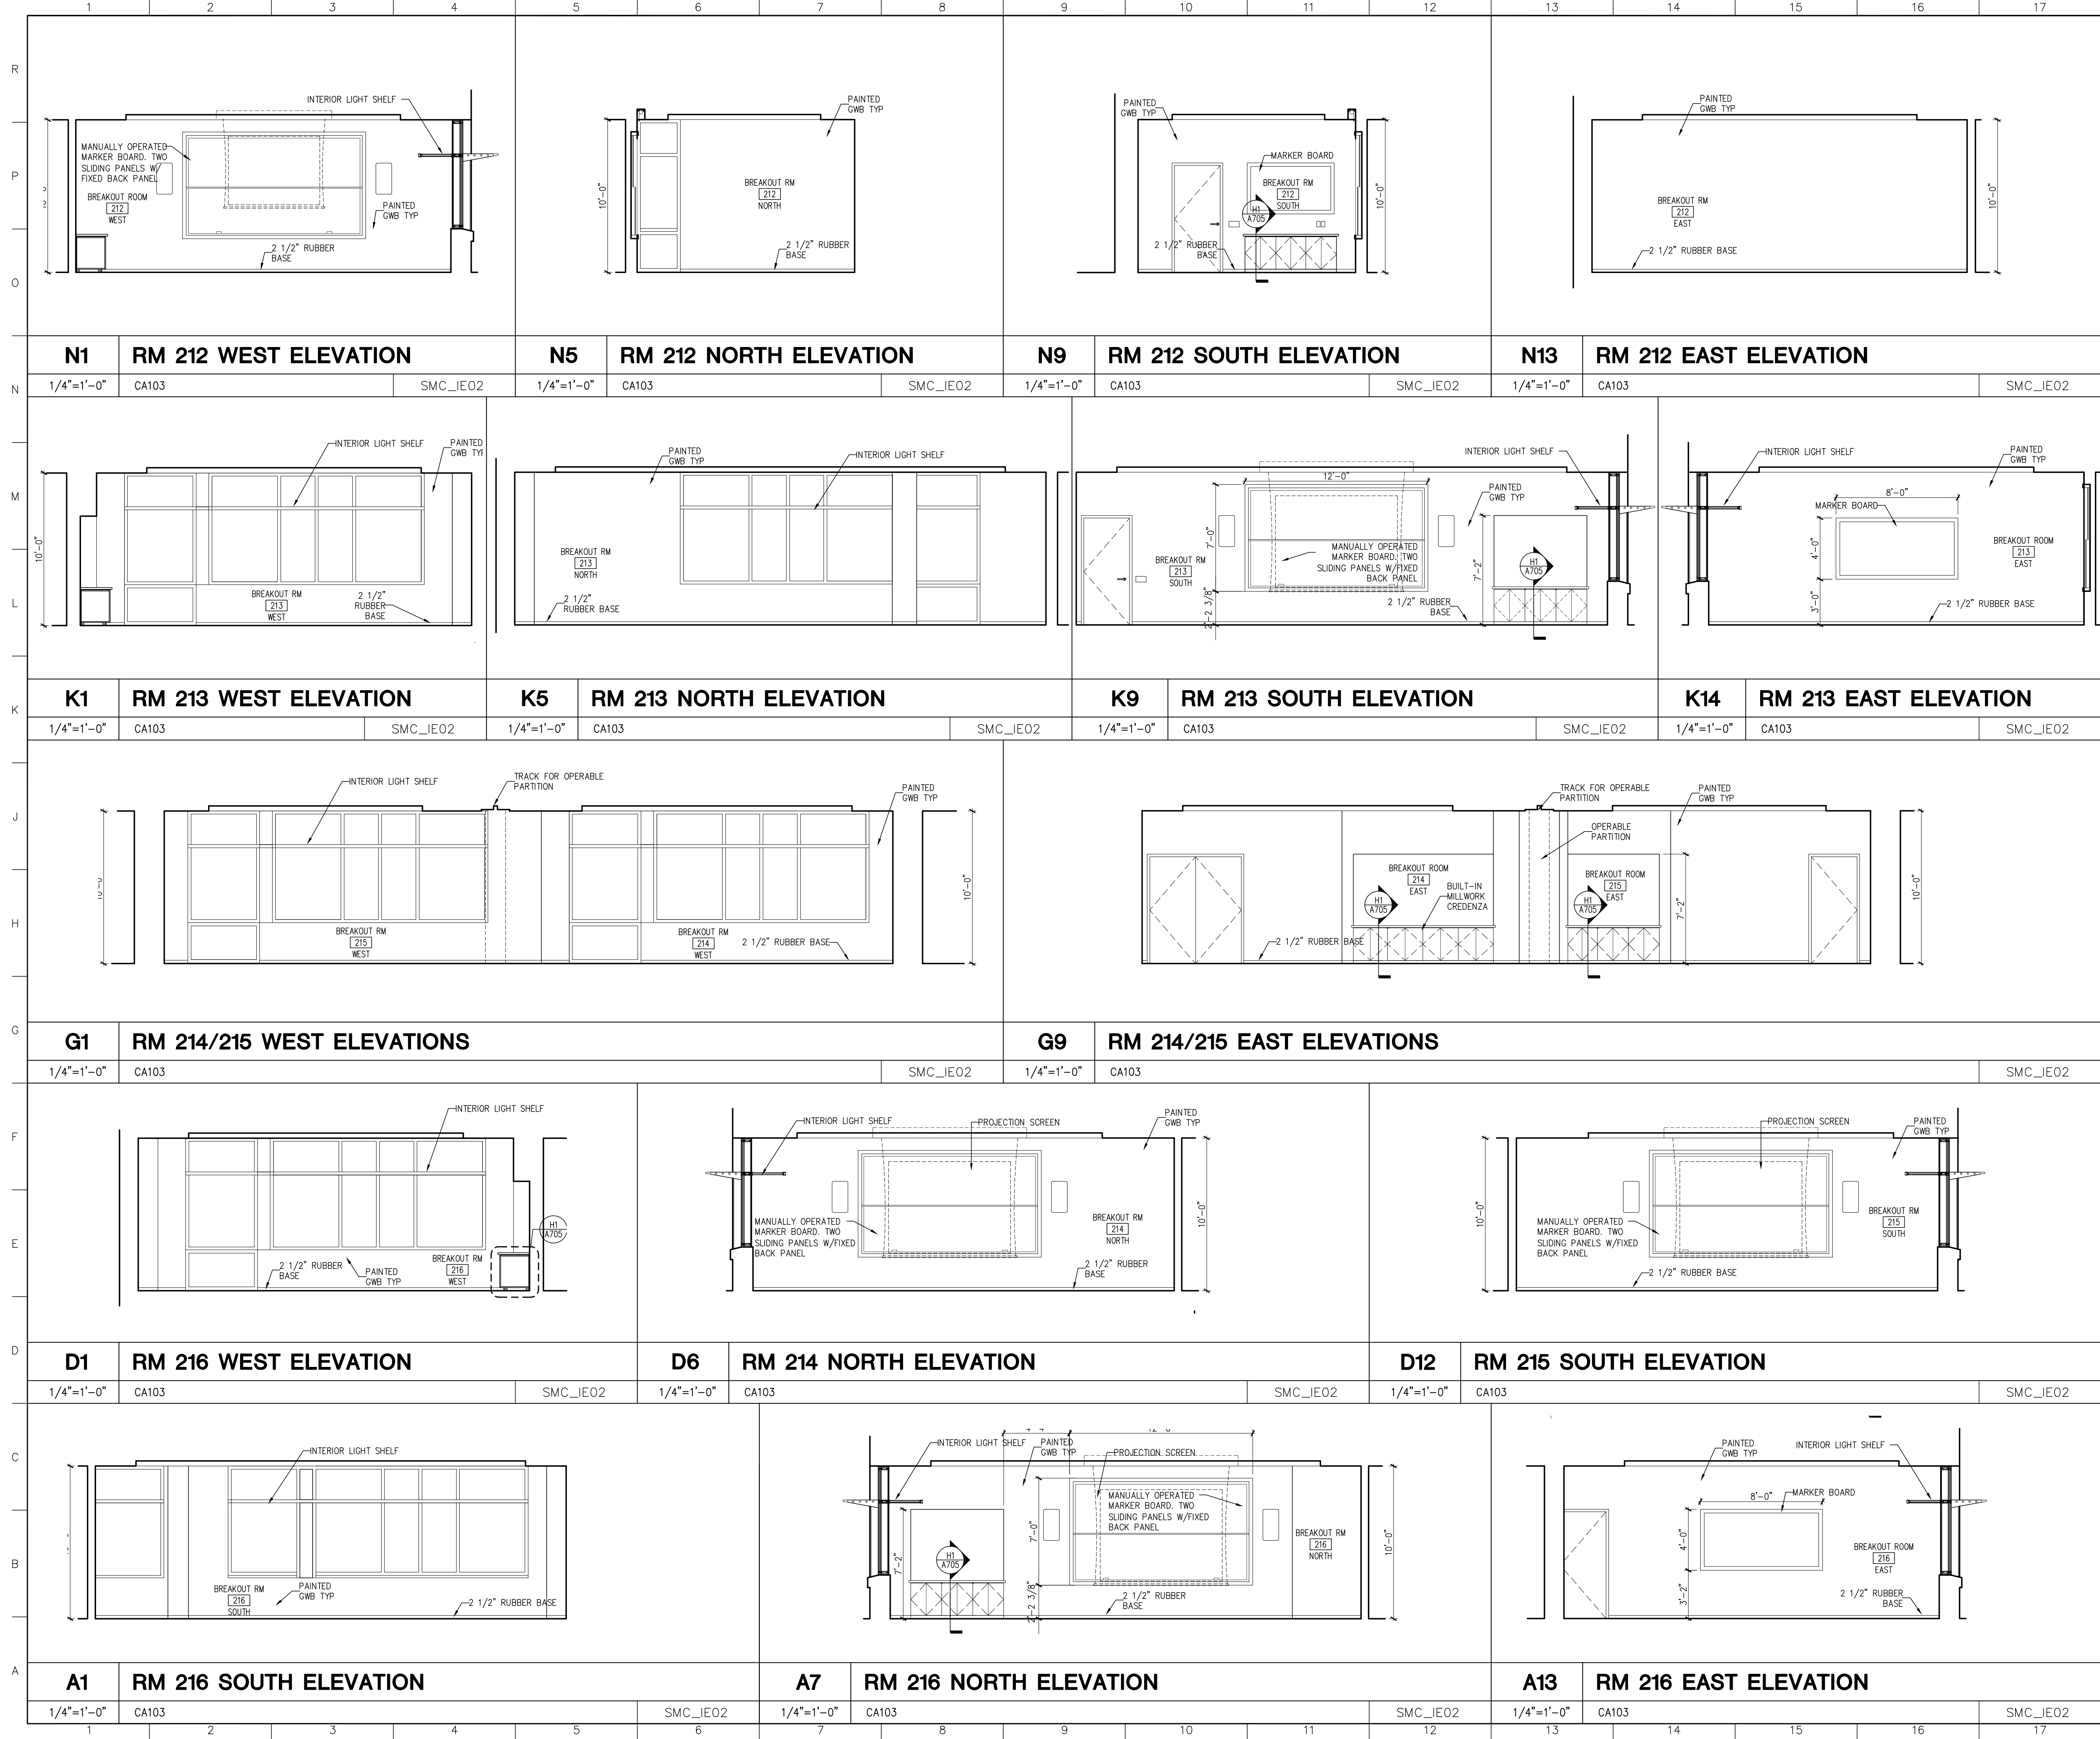 1 2 3 4 5 6 7 8 9 10 11 12 13 14 15 16 17
R
P
O
N
M
L
K
J
H
G
F
E
D
C
B
A
INTERIOR LIGHT SHELF
MANUALLY OPERATED
MARKER BOARD. TWO
SLIDING PANELS W/
FIXED BACK PANEL
BREAKOUT ROOM
212
WEST
PAINTED
GWB TYP
2 1/2" RUBBER
BASE
PAINTED
GWB TYP
10'-0"
BREAKOUT RM
212
NORTH
2 1/2" RUBBER
BASE
PAINTED
GWB TYP
MARKER BOARD
BREAKOUT RM
212
SOUTH
H1
A705
2 1/2" RUBBER
BASE
10'-0"
PAINTED
GWB TYP
BREAKOUT RM
212
EAST
2 1/2" RUBBER BASE
10'-0"
N1 RM 212 WEST ELEVATION
1/4"=1'-0" CA103 SMC_IE02
N5 RM 212 NORTH ELEVATION
1/4"=1'-0" CA103 SMC_IE02
N9 RM 212 SOUTH ELEVATION
1/4"=1'-0" CA103 SMC_IE02
N13 RM 212 EAST ELEVATION
1/4"=1'-0" CA103 SMC_IE02
INTERIOR LIGHT SHELF
PAINTED
GWB TYP
10'-0"
BREAKOUT RM
213
WEST
2 1/2"
RUBBER
BASE
PAINTED
GWB TYP
INTERIOR LIGHT SHELF
BREAKOUT RM
213
NORTH
2 1/2"
RUBBER BASE
INTERIOR LIGHT SHELF
12'-0"
PAINTED
GWB TYP
7'-0"
MANUALLY OPERATED
MARKER BOARD. TWO
SLIDING PANELS W/FIXED
BACK PANEL
BREAKOUT RM
213
SOUTH
7'-2"
H1
A705
2'-2 3/8"
2 1/2" RUBBER
BASE
INTERIOR LIGHT SHELF
PAINTED
GWB TYP
8'-0"
MARKER BOARD
4'-0"
BREAKOUT ROOM
213
EAST
3'-0"
2 1/2" RUBBER BASE
K1 RM 213 WEST ELEVATION
1/4"=1'-0" CA103 SMC_IE02
K5 RM 213 NORTH ELEVATION
1/4"=1'-0" CA103 SMC_IE02
K9 RM 213 SOUTH ELEVATION
1/4"=1'-0" CA103 SMC_IE02
K14 RM 213 EAST ELEVATION
1/4"=1'-0" CA103 SMC_IE02
INTERIOR LIGHT SHELF
TRACK FOR OPERABLE
PARTITION
PAINTED
GWB TYP
10'-0"
BREAKOUT RM
215
WEST
BREAKOUT RM
214
WEST
2 1/2" RUBBER BASE
10'-0"
TRACK FOR OPERABLE
PARTITION
PAINTED
GWB TYP
OPERABLE
PARTITION
BREAKOUT ROOM
214
EAST
BUILT-IN
MILLWORK
CREDENZA
H1
A705
BREAKOUT ROOM
215
EAST
H1
A705
7'-2"
10'-0"
2 1/2" RUBBER BASE
G1 RM 214/215 WEST ELEVATIONS
1/4"=1'-0" CA103 SMC_IE02
G9 RM 214/215 EAST ELEVATIONS
1/4"=1'-0" CA103 SMC_IE02
INTERIOR LIGHT SHELF
H1
A705
2 1/2" RUBBER
BASE
PAINTED
GWB TYP
BREAKOUT RM
216
WEST
INTERIOR LIGHT SHELF
PROJECTION SCREEN
PAINTED
GWB TYP
MANUALLY OPERATED
MARKER BOARD. TWO
SLIDING PANELS W/FIXED
BACK PANEL
BREAKOUT RM
214
NORTH
2 1/2" RUBBER
BASE
10'-0"
PROJECTION SCREEN
PAINTED
GWB TYP
10'-0"
MANUALLY OPERATED
MARKER BOARD. TWO
SLIDING PANELS W/FIXED
BACK PANEL
BREAKOUT RM
215
SOUTH
2 1/2" RUBBER BASE
D1 RM 216 WEST ELEVATION
1/4"=1'-0" CA103 SMC_IE02
D6 RM 214 NORTH ELEVATION
1/4"=1'-0" CA103 SMC_IE02
D12 RM 215 SOUTH ELEVATION
1/4"=1'-0" CA103 SMC_IE02
INTERIOR LIGHT SHELF
BREAKOUT RM
216
SOUTH
PAINTED
GWB TYP
2 1/2" RUBBER BASE
INTERIOR LIGHT SHELF
PAINTED
GWB TYP
PROJECTION SCREEN
MANUALLY OPERATED
MARKER BOARD. TWO
SLIDING PANELS W/FIXED
BACK PANEL
7'-0"
7'-2"
H1
A705
2'-2 3/8"
2 1/2" RUBBER
BASE
BREAKOUT RM
216
NORTH
10'-0"
PAINTED
GWB TYP
INTERIOR LIGHT SHELF
8'-0"
MARKER BOARD
4'-0"
3'-2"
BREAKOUT ROOM
216
EAST
2 1/2" RUBBER
BASE
A1 RM 216 SOUTH ELEVATION
1/4"=1'-0" CA103 SMC_IE02
A7 RM 216 NORTH ELEVATION
1/4"=1'-0" CA103 SMC_IE02
A13 RM 216 EAST ELEVATION
1/4"=1'-0" CA103 SMC_IE02
1 2 3 4 5 6 7 8 9 10 11 12 13 14 15 16 17